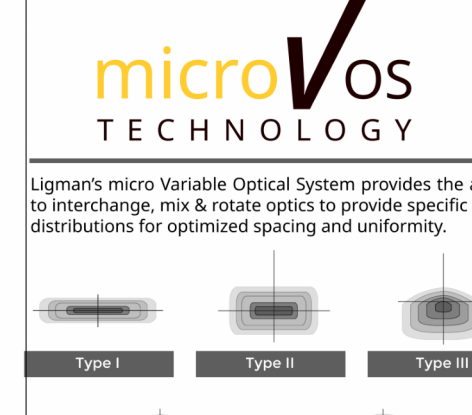 microVos
TECHNOLOGY
Ligman's micro Variable Optical System provides the
to interchange, mix & rotate optics to provide specific
distributions for optimized spacing and uniformity.
Type I Type II Type III